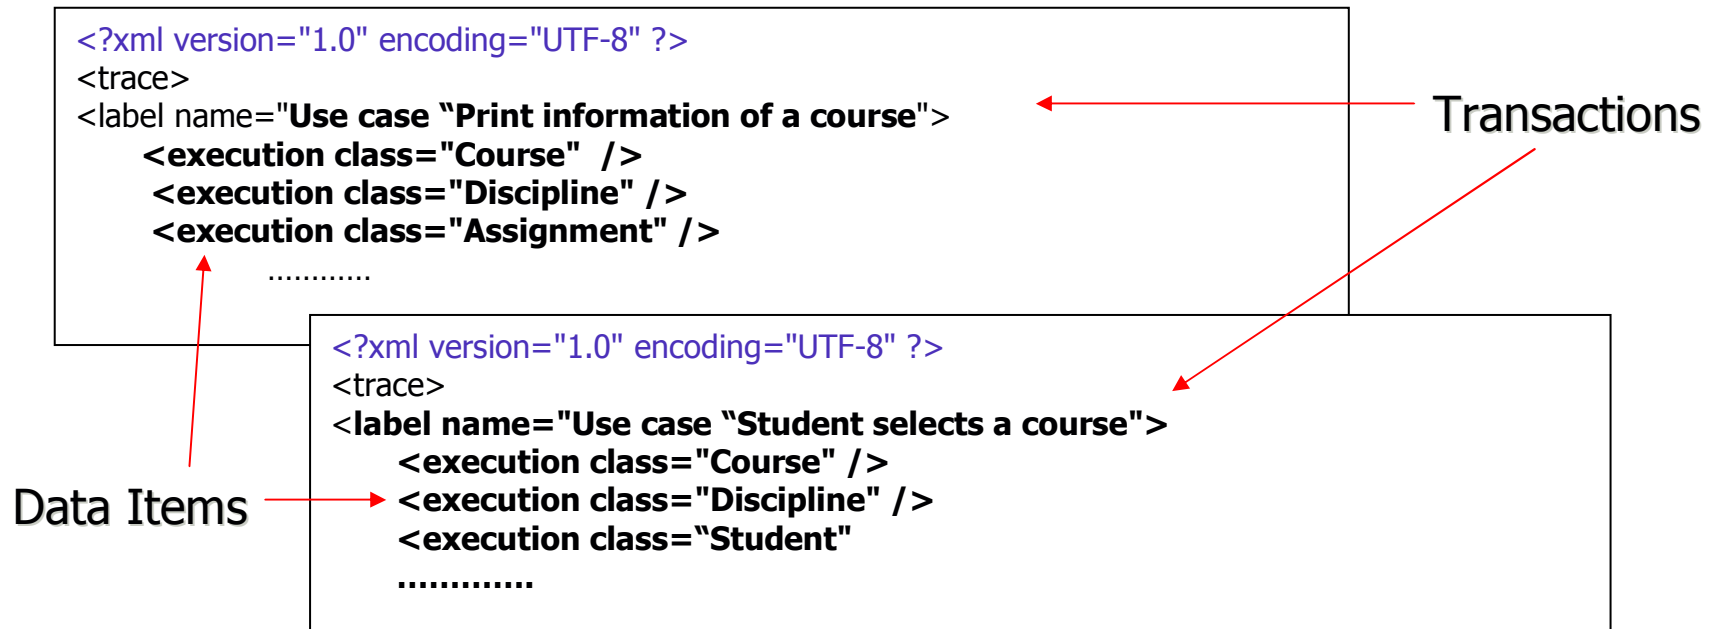 <?xml version="1.0" encoding="UTF-8" ?>
<trace>
<label name="Use case “Print information of a course">
<execution class="Course"  />
<execution class="Discipline" />
<execution class="Assignment" />
............
Transactions
<?xml version="1.0" encoding="UTF-8" ?>
<trace>
<label name="Use case “Student selects a course">
<execution class="Course" />
<execution class="Discipline" />
<execution class=“Student"
.............
Data Items